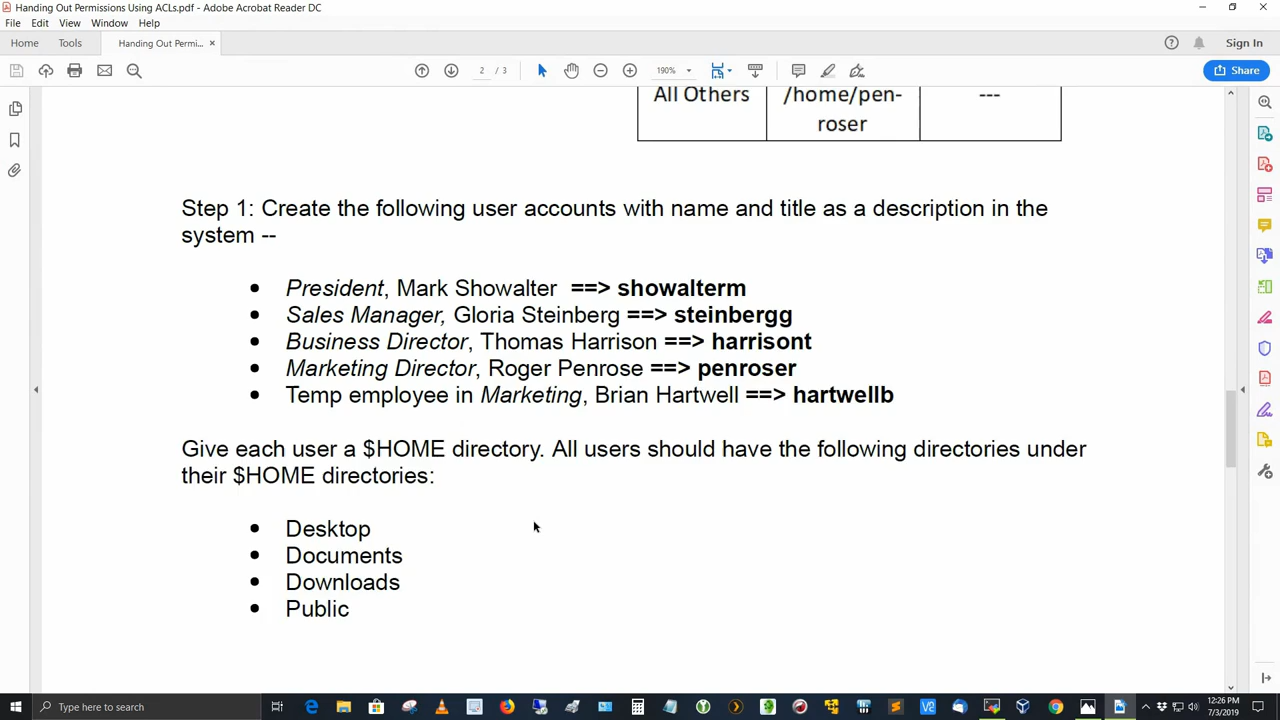 Handing Out Permissions Using ACLs.pdf - Adobe Acrobat Reader DC
File Edit View Window Help
Home Tools Handing Out Permi... × Sign In
2 / 3 190% Share
All Others /home/pen- ---
roser
Step 1: Create the following user accounts with name and title as a description in the
system --
• President, Mark Showalter ==> showalterm
• Sales Manager, Gloria Steinberg ==> steinbergg
• Business Director, Thomas Harrison ==> harrisont
• Marketing Director, Roger Penrose ==> penroser
• Temp employee in Marketing, Brian Hartwell ==> hartwellb
Give each user a $HOME directory. All users should have the following directories under
their $HOME directories:
• Desktop
• Documents
• Downloads
• Public
Type here to search
12:26 PM
7/3/2019